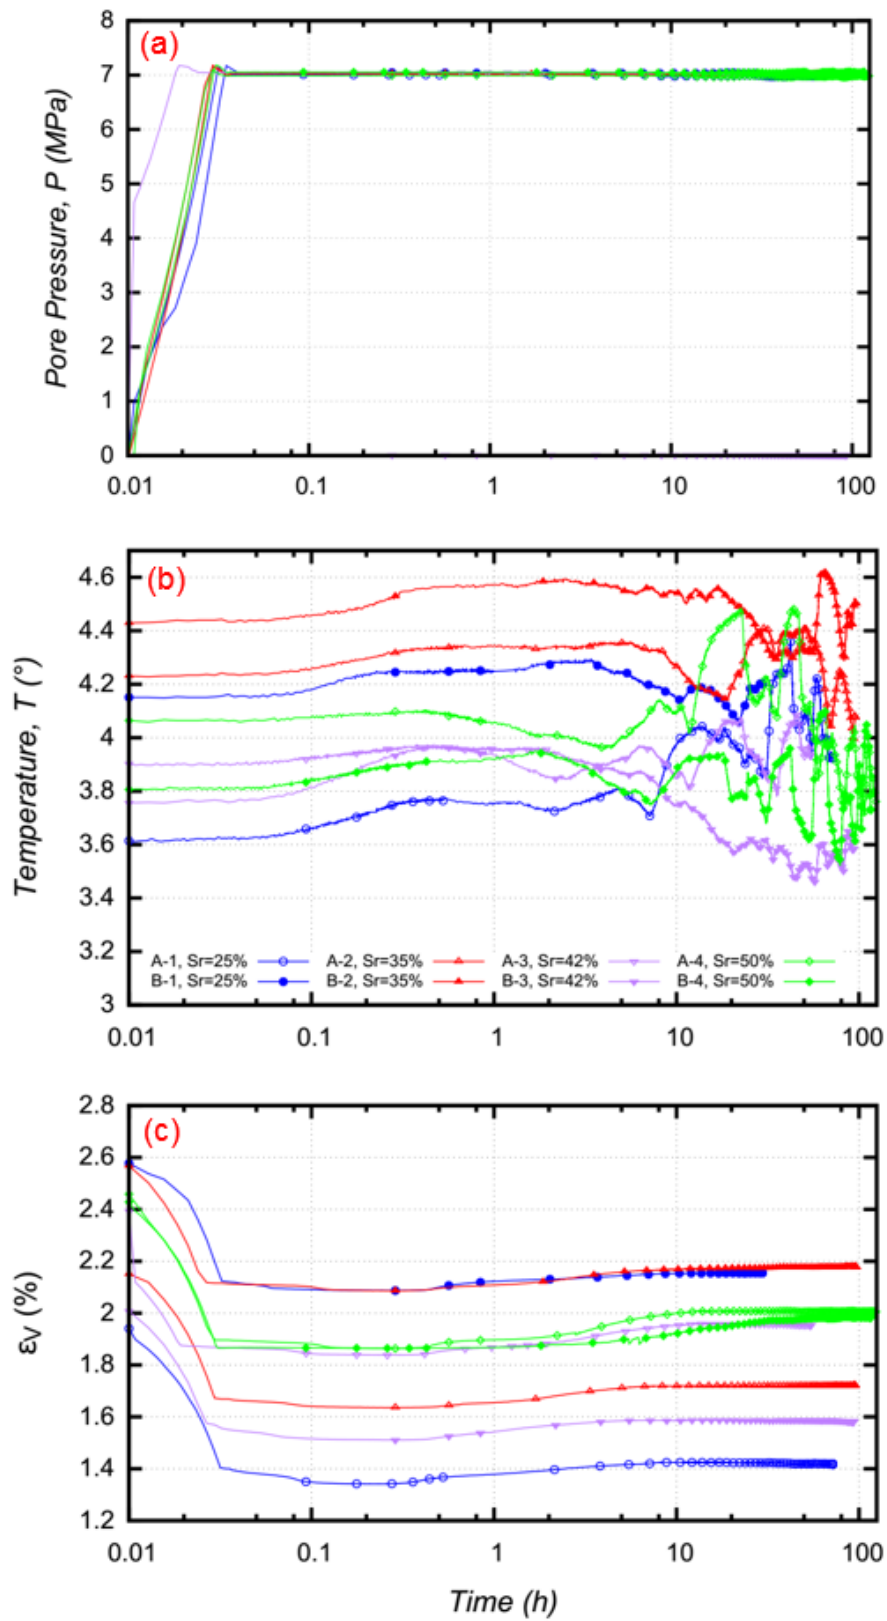 (a)
Pore Pressure, P (MPa)
8
7
6
5
4
3
2
1
0
0.01 0.1 1 10 100
(b)
Temperature, T (°)
4.6
4.4
4.2
4
3.8
3.6
3.4
3.2
3
A-1, Sr=25% A-2, Sr=35% A-3, Sr=42% A-4, Sr=50%
B-1, Sr=25% B-2, Sr=35% B-3, Sr=42% B-4, Sr=50%
0.01 0.1 1 10 100
(c)
εV (%)
2.8
2.6
2.4
2.2
2
1.8
1.6
1.4
1.2
0.01 0.1 1 10 100
Time (h)